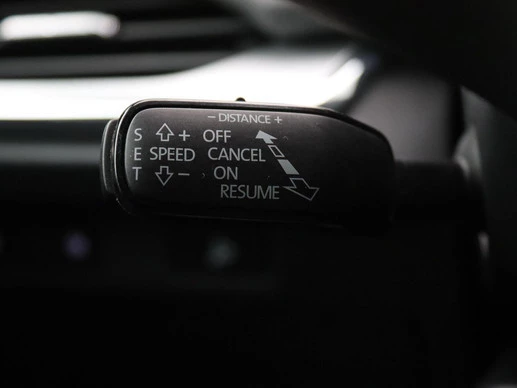 - DISTANCE +
S + OFF
E SPEED CANCEL
T - ON
RESUME